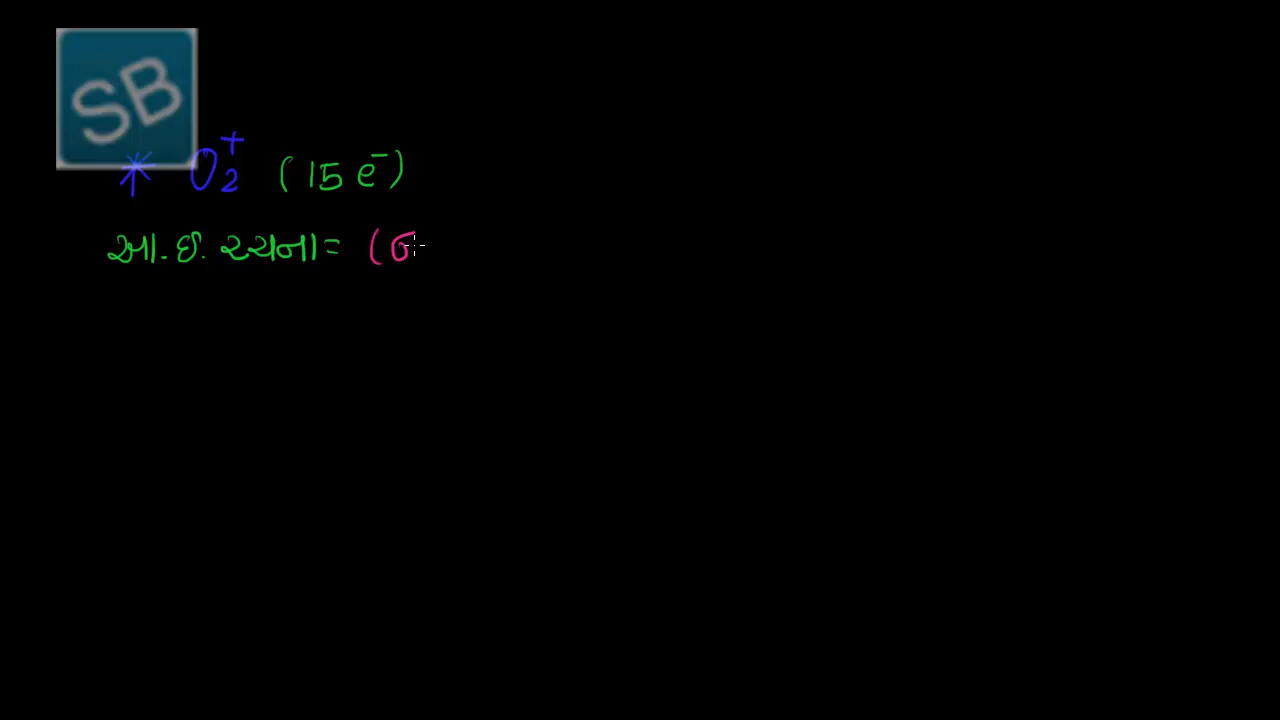 SB
* O₂⁺ (15 e⁻)
આ.ઈ. રચના = (σ